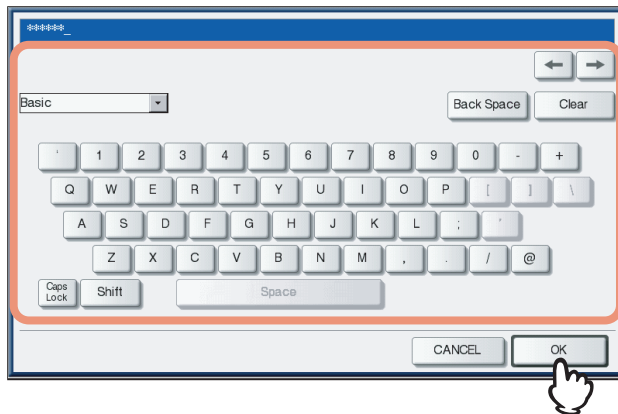 ******_
← →
Basic Back Space Clear
` 1 2 3 4 5 6 7 8 9 0 - +
Q W E R T Y U I O P [ ] \
A S D F G H J K L ; '
Z X C V B N M , . / @
Caps Lock Shift Space
CANCEL OK